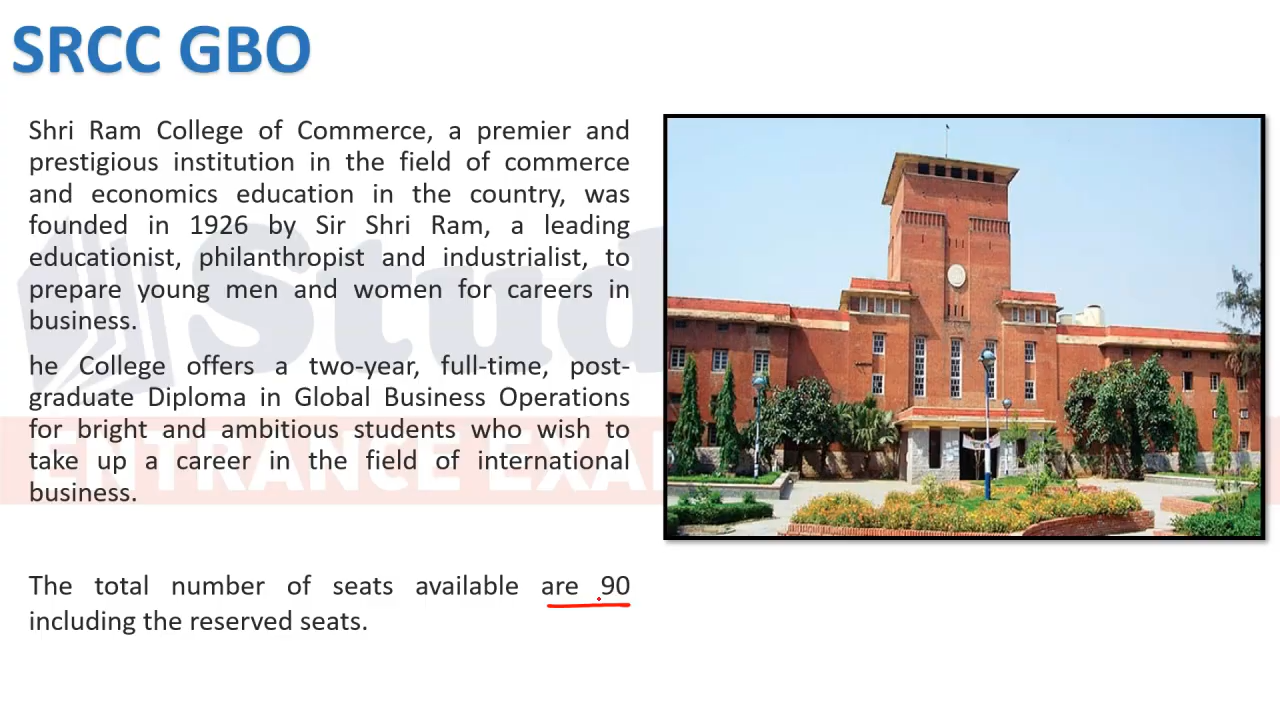 SRCC GBO
Shri Ram College of Commerce, a premier and
prestigious institution in the field of commerce
and economics education in the country, was
founded in 1926 by Sir Shri Ram, a leading
educationist, philanthropist and industrialist, to
prepare young men and women for careers in
business.
he College offers a two-year, full-time, post-
graduate Diploma in Global Business Operations
for bright and ambitious students who wish to
take up a career in the field of international
business.
The total number of seats available are 90
including the reserved seats.
Stud
ENTRANCE EXA